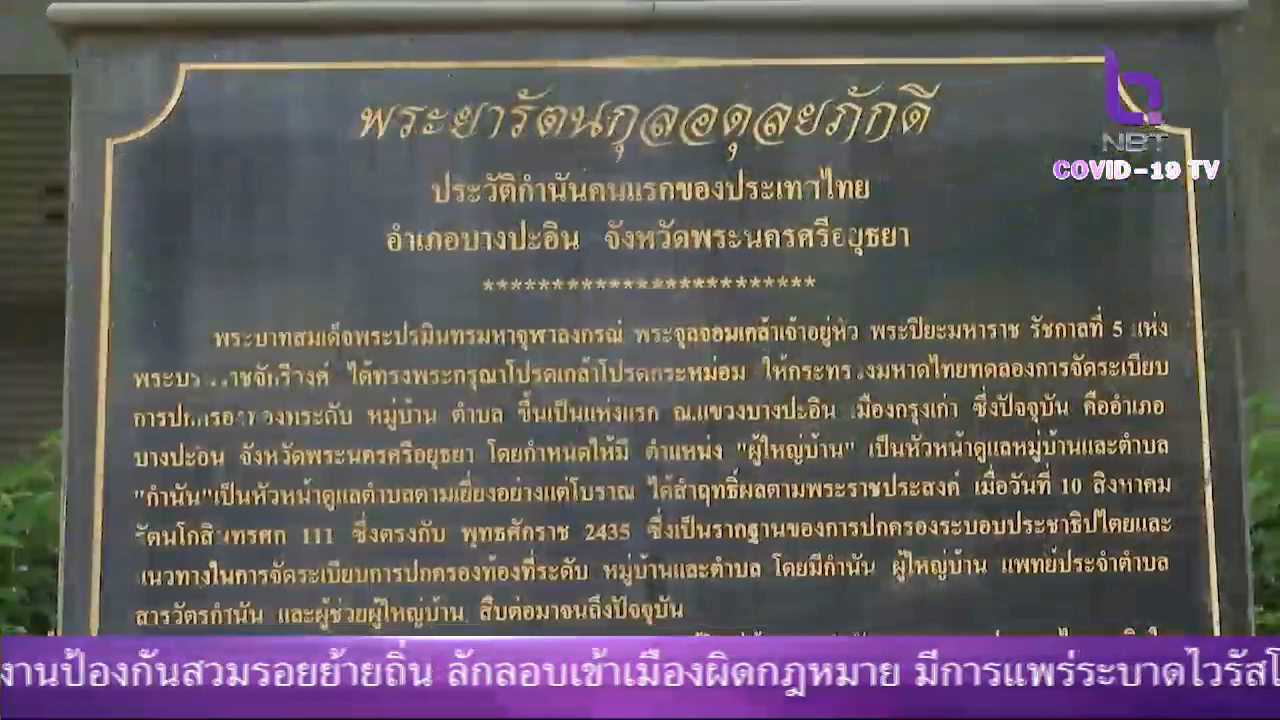 พระยารัตนกุลอดุลยภักดี
ประวัติกำนันคนแรกของประเทศไทย
อำเภอบางปะอิน จังหวัดพระนครศรีอยุธยา
************************
พระบาทสมเด็จพระปรมินทรมหาจุฬาลงกรณ์ พระจุลจอมเกล้าเจ้าอยู่หัว พระปิยะมหาราช รัชกาลที่ 5 แห่ง
ได้ทรงพระกรุณาโปรดเกล้าโปรดกระหม่อม ให้กระทรวงมหาดไทยทดลองการจัดระเบียบ
หมู่บ้าน ตำบล ขึ้นเป็นแห่งแรก ณ.แขวงบางปะอิน เมืองกรุงเก่า ซึ่งปัจจุบัน คืออำเภอ
บางปะอิน จังหวัดพระนครศรีอยุธยา โดยกำหนดให้มี ตำแหน่ง "ผู้ใหญ่บ้าน" เป็นหัวหน้าดูแลหมู่บ้านและตำบล
"กำนัน"เป็นหัวหน้าดูแลตำบลตามเยี่ยงอย่างแต่โบราณ ได้สำฤทธิ์ผลตามพระราชประสงค์ เมื่อวันที่ 10 สิงหาคม
รัตนโกสินทรศก 111 ซึ่งตรงกับ พุทธศักราช 2435 ซึ่งเป็นรากฐานของการปกครองระบอบประชาธิปไตยและ
แนวทางในการจัดระเบียบการปกครองท้องที่ระดับ หมู่บ้านและตำบล โดยมีกำนัน ผู้ใหญ่บ้าน แพทย์ประจำตำบล
สารวัตรกำนัน และผู้ช่วยผู้ใหญ่บ้าน สืบต่อมาจนถึงปัจจุบัน
NBT
COVID-19 TV
งานป้องกันสวมรอยย้ายถิ่น ลักลอบเข้าเมืองผิดกฎหมาย มีการแพร่ระบาดไวรัสโ